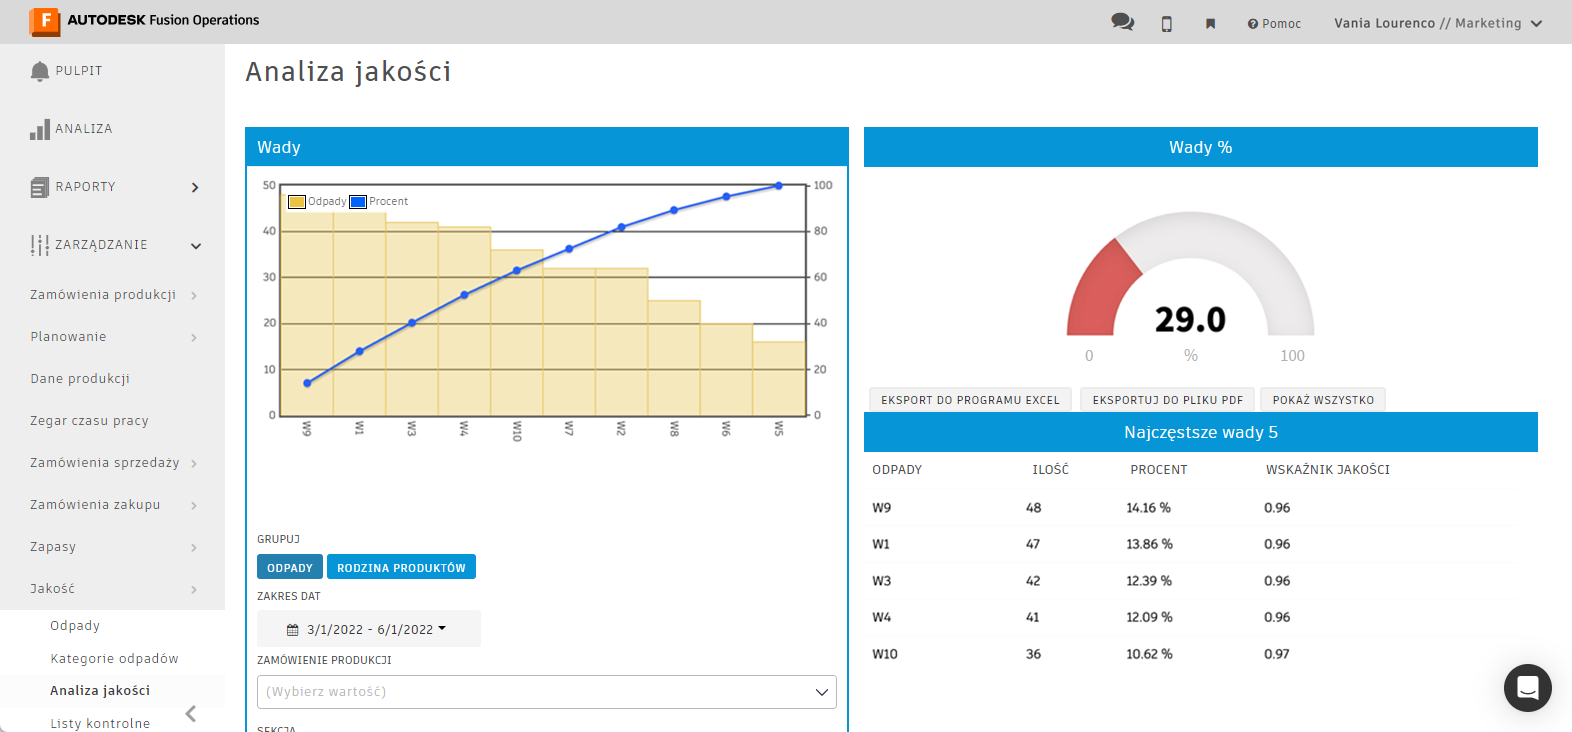 AUTODESK Fusion Operations
Pomoc
Vania Lourenco // Marketing
PULPIT
ANALIZA
RAPORTY
ZARZĄDZANIE
Zamówienia produkcji
Planowanie
Dane produkcji
Zegar czasu pracy
Zamówienia sprzedaży
Zamówienia zakupu
Zapasy
Jakość
Odpady
Kategorie odpadów
Analiza jakości
Listy kontrolne
Analiza jakości
Wady
Odpady Procent
50 100
40 80
30 60
20 40
10 20
0 0
W9 W1 W3 W4 W10 W7 W2 W8 W6 W5
GRUPUJ
ODPADY RODZINA PRODUKTÓW
ZAKRES DAT
3/1/2022 - 6/1/2022
ZAMÓWIENIE PRODUKCJI
(Wybierz wartość)
SEKCJA
Wady %
29.0
0 % 100
EKSPORT DO PROGRAMU EXCEL EKSPORTUJ DO PLIKU PDF POKAŻ WSZYSTKO
Najczęstsze wady 5
ODPADY ILOŚĆ PROCENT WSKAŹNIK JAKOŚCI
W9 48 14.16 % 0.96
W1 47 13.86 % 0.96
W3 42 12.39 % 0.96
W4 41 12.09 % 0.96
W10 36 10.62 % 0.97